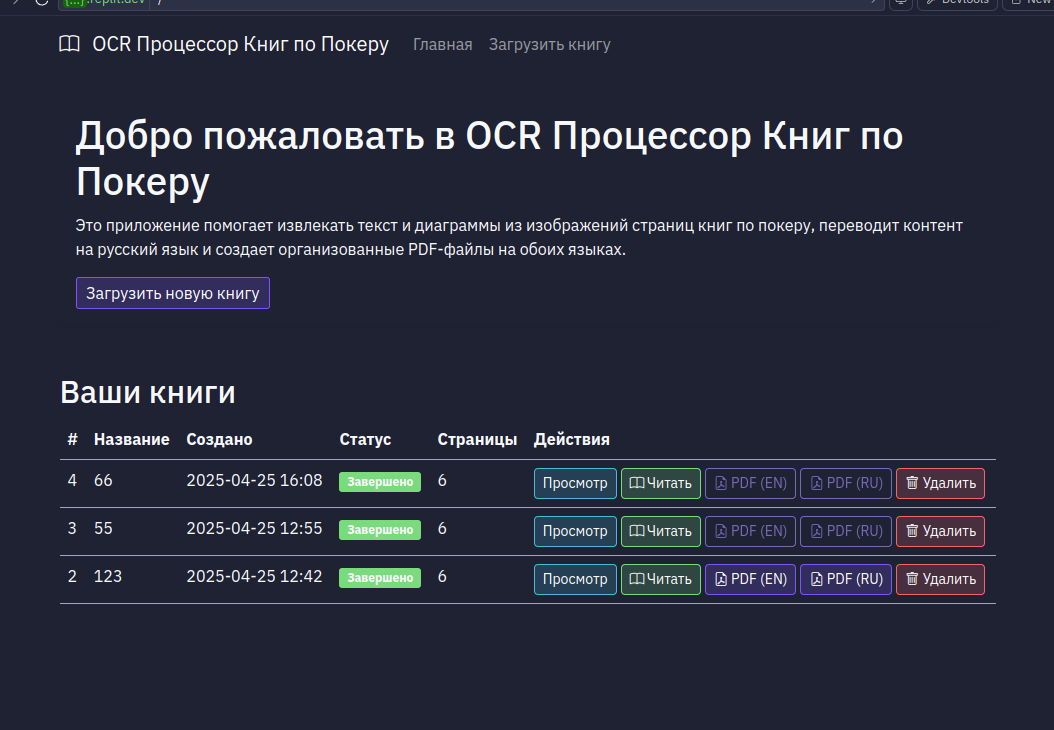 {...}.replit.dev / Devtools New
OCR Процессор Книг по Покеру Главная Загрузить книгу
Добро пожаловать в OCR Процессор Книг по
Покеру
Это приложение помогает извлекать текст и диаграммы из изображений страниц книг по покеру, переводит контент
на русский язык и создает организованные PDF-файлы на обоих языках.
Загрузить новую книгу
Ваши книги
# Название Создано Статус Страницы Действия
4 66 2025-04-25 16:08 Завершено 6 Просмотр Читать PDF (EN) PDF (RU) Удалить
3 55 2025-04-25 12:55 Завершено 6 Просмотр Читать PDF (EN) PDF (RU) Удалить
2 123 2025-04-25 12:42 Завершено 6 Просмотр Читать PDF (EN) PDF (RU) Удалить